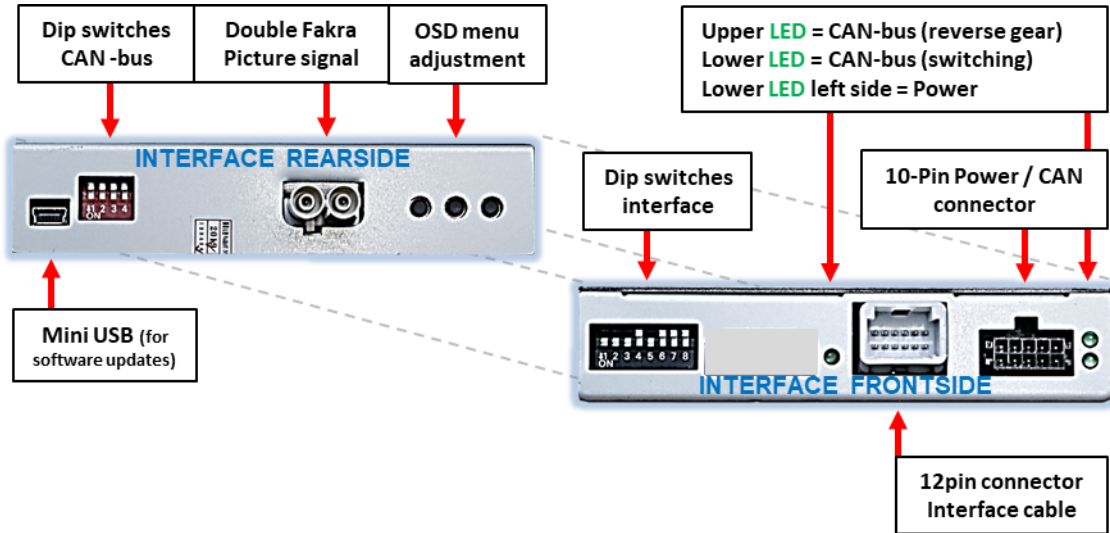 Dip switches
CAN -bus
Double Fakra
Picture signal
OSD menu
adjustment
Upper LED = CAN-bus (reverse gear)
Lower LED = CAN-bus (switching)
Lower LED left side = Power
INTERFACE REARSIDE
1 2 3 4
ON
Dip switches
interface
10-Pin Power / CAN
connector
Mini USB (for
software updates)
1 2 3 4 5 6 7 8
ON
INTERFACE FRONTSIDE
12pin connector
Interface cable